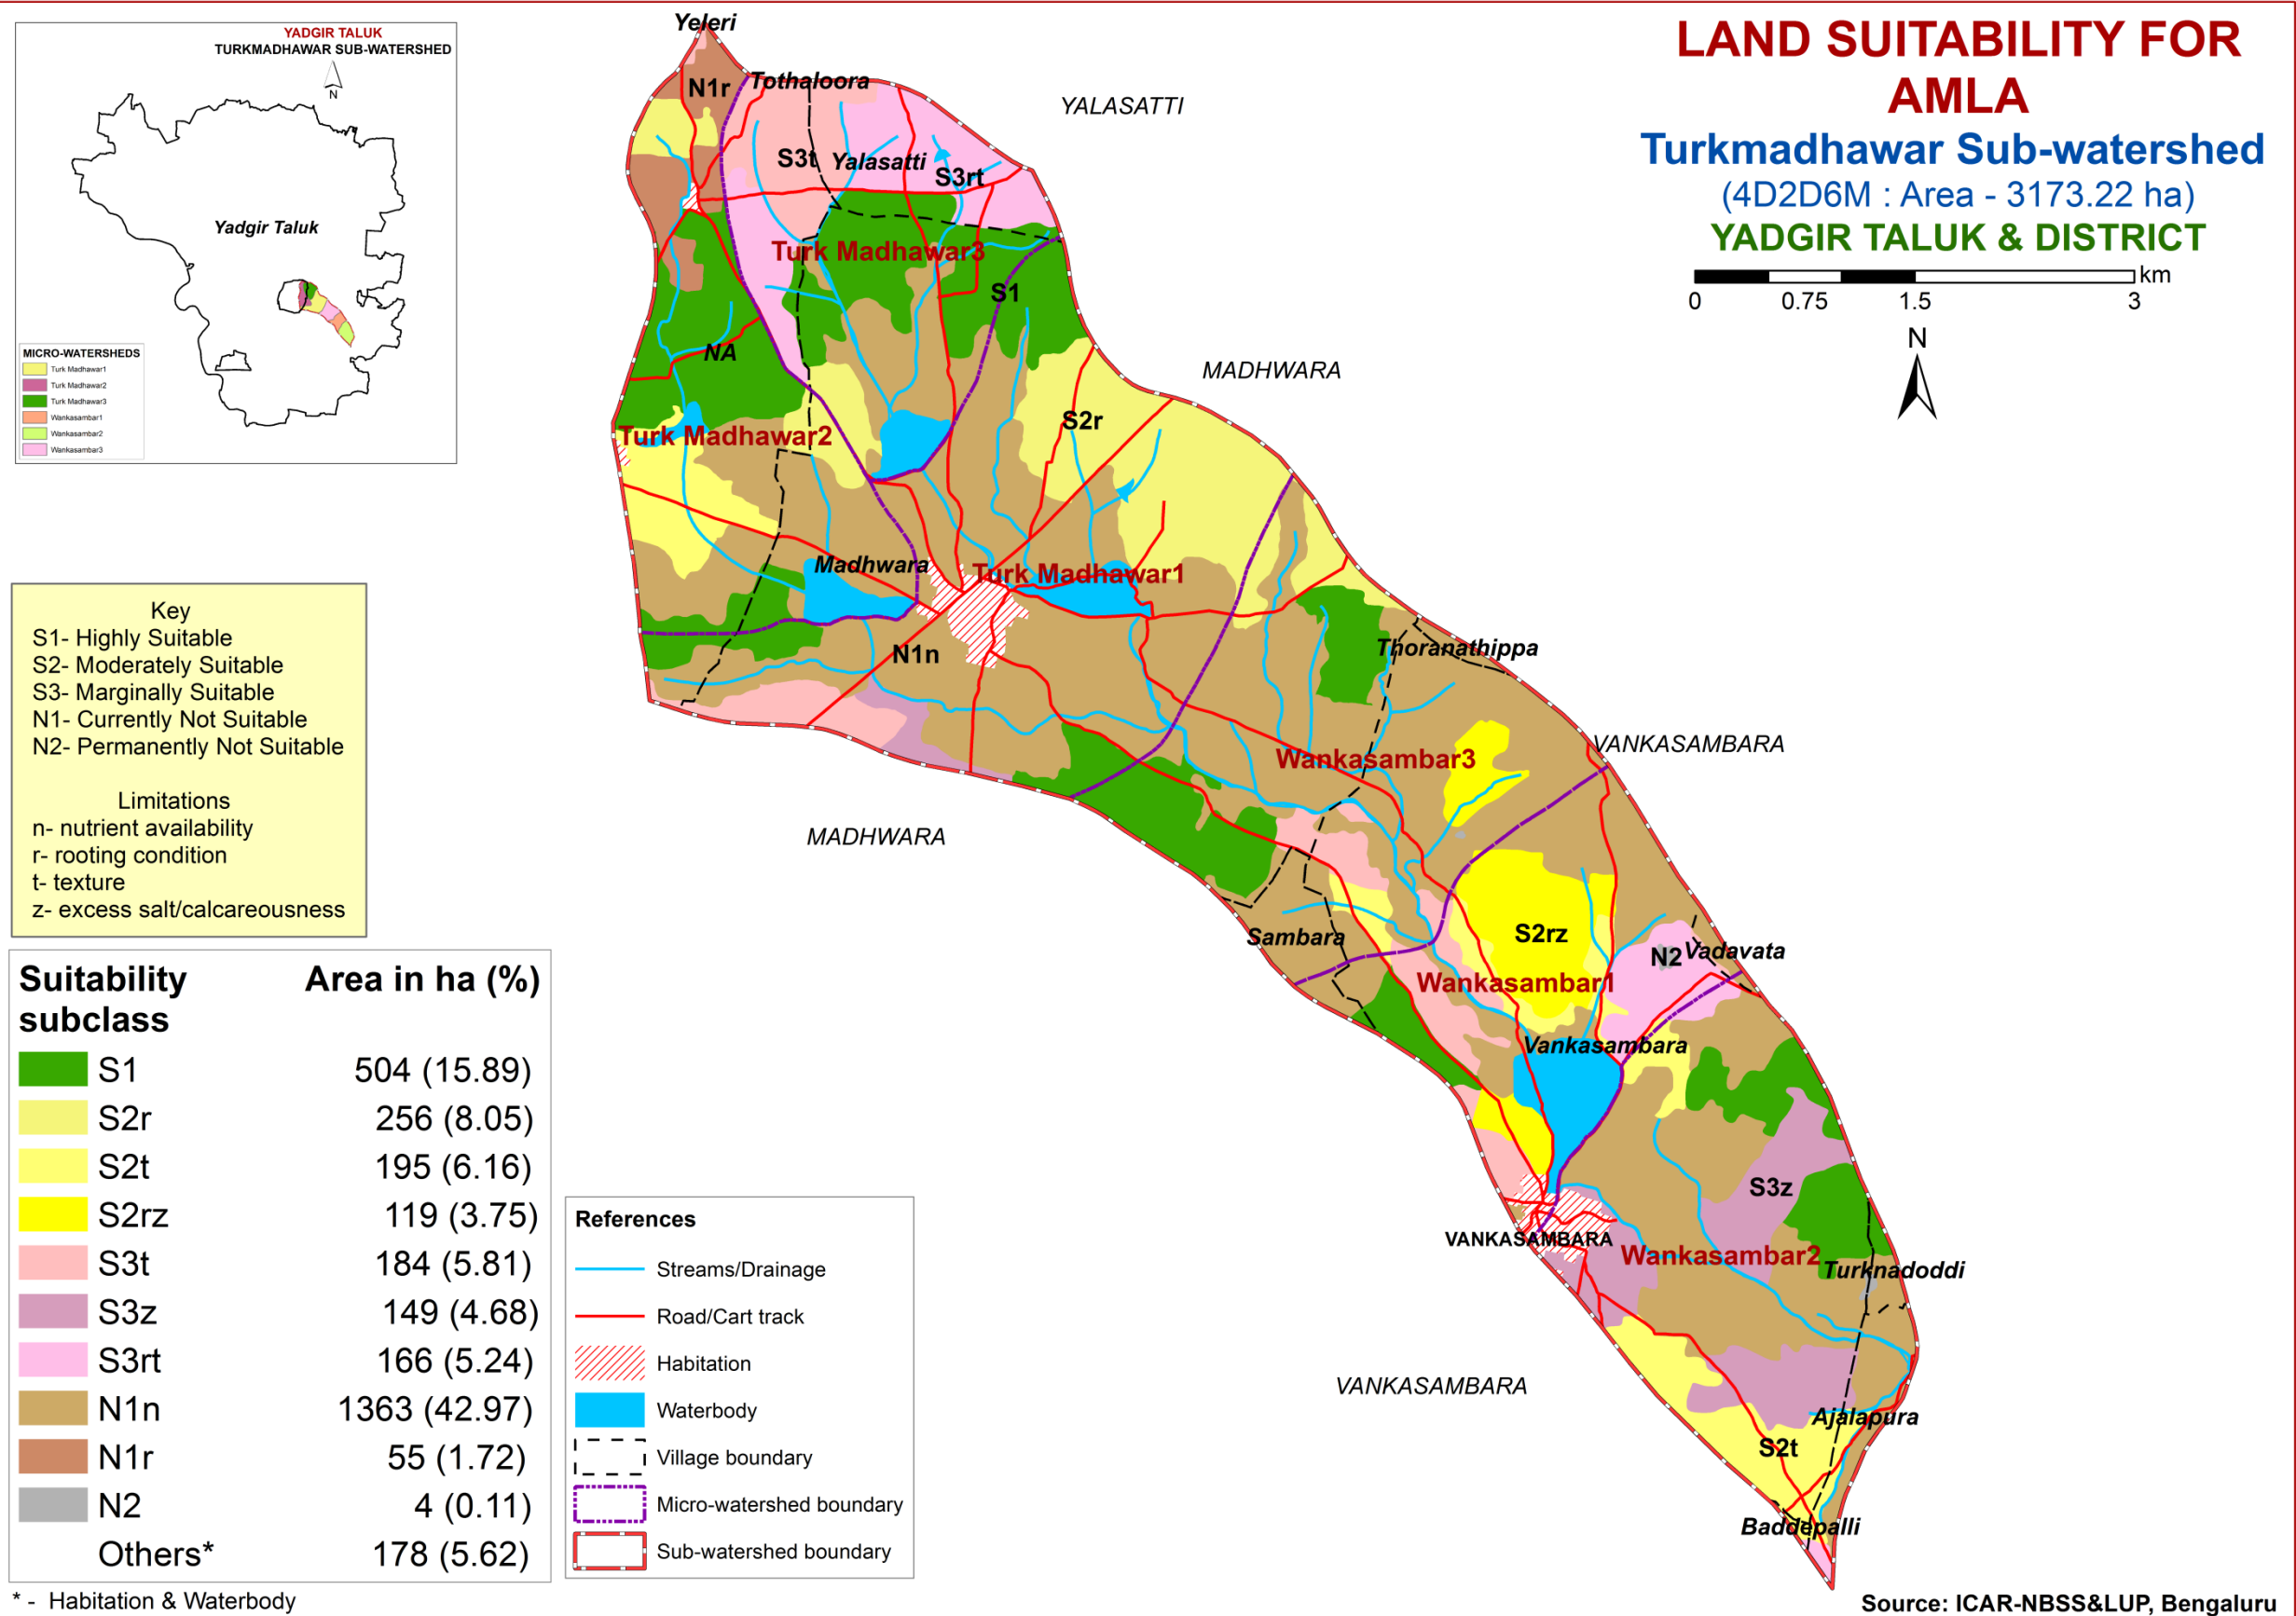 YADGIR TALUK
TURKMADHAWAR SUB-WATERSHED
N
Yadgir Taluk
MICRO-WATERSHEDS
Turk Madhawar1
Turk Madhawar2
Turk Madhawar3
Wankasambar1
Wankasambar2
Wankasambar3
LAND SUITABILITY FOR
AMLA
Turkmadhawar Sub-watershed
(4D2D6M : Area - 3173.22 ha)
YADGIR TALUK & DISTRICT
km
0 0.75 1.5 3
N
Yeleri
N1r
Tothaloora
YALASATTI
S3t
Yalasatti
S3rt
Turk Madhawar3
S1
NA
MADHWARA
S2r
Turk Madhawar2
Madhwara
Turk Madhawar1
N1n
Thoranathippa
VANKASAMBARA
Wankasambar3
MADHWARA
S2rz
Sambara
N2
Vadavata
Wankasambar1
Vankasambara
S3z
VANKASAMBARA
Wankasambar2
Turknadoddi
VANKASAMBARA
Ajalapura
S2t
Baddepalli
Key
S1- Highly Suitable
S2- Moderately Suitable
S3- Marginally Suitable
N1- Currently Not Suitable
N2- Permanently Not Suitable
Limitations
n- nutrient availability
r- rooting condition
t- texture
z- excess salt/calcareousness
Suitability subclass Area in ha (%)
S1 504 (15.89)
S2r 256 (8.05)
S2t 195 (6.16)
S2rz 119 (3.75)
S3t 184 (5.81)
S3z 149 (4.68)
S3rt 166 (5.24)
N1n 1363 (42.97)
N1r 55 (1.72)
N2 4 (0.11)
Others* 178 (5.62)
* - Habitation & Waterbody
References
Streams/Drainage
Road/Cart track
Habitation
Waterbody
Village boundary
Micro-watershed boundary
Sub-watershed boundary
Source: ICAR-NBSS&LUP, Bengaluru